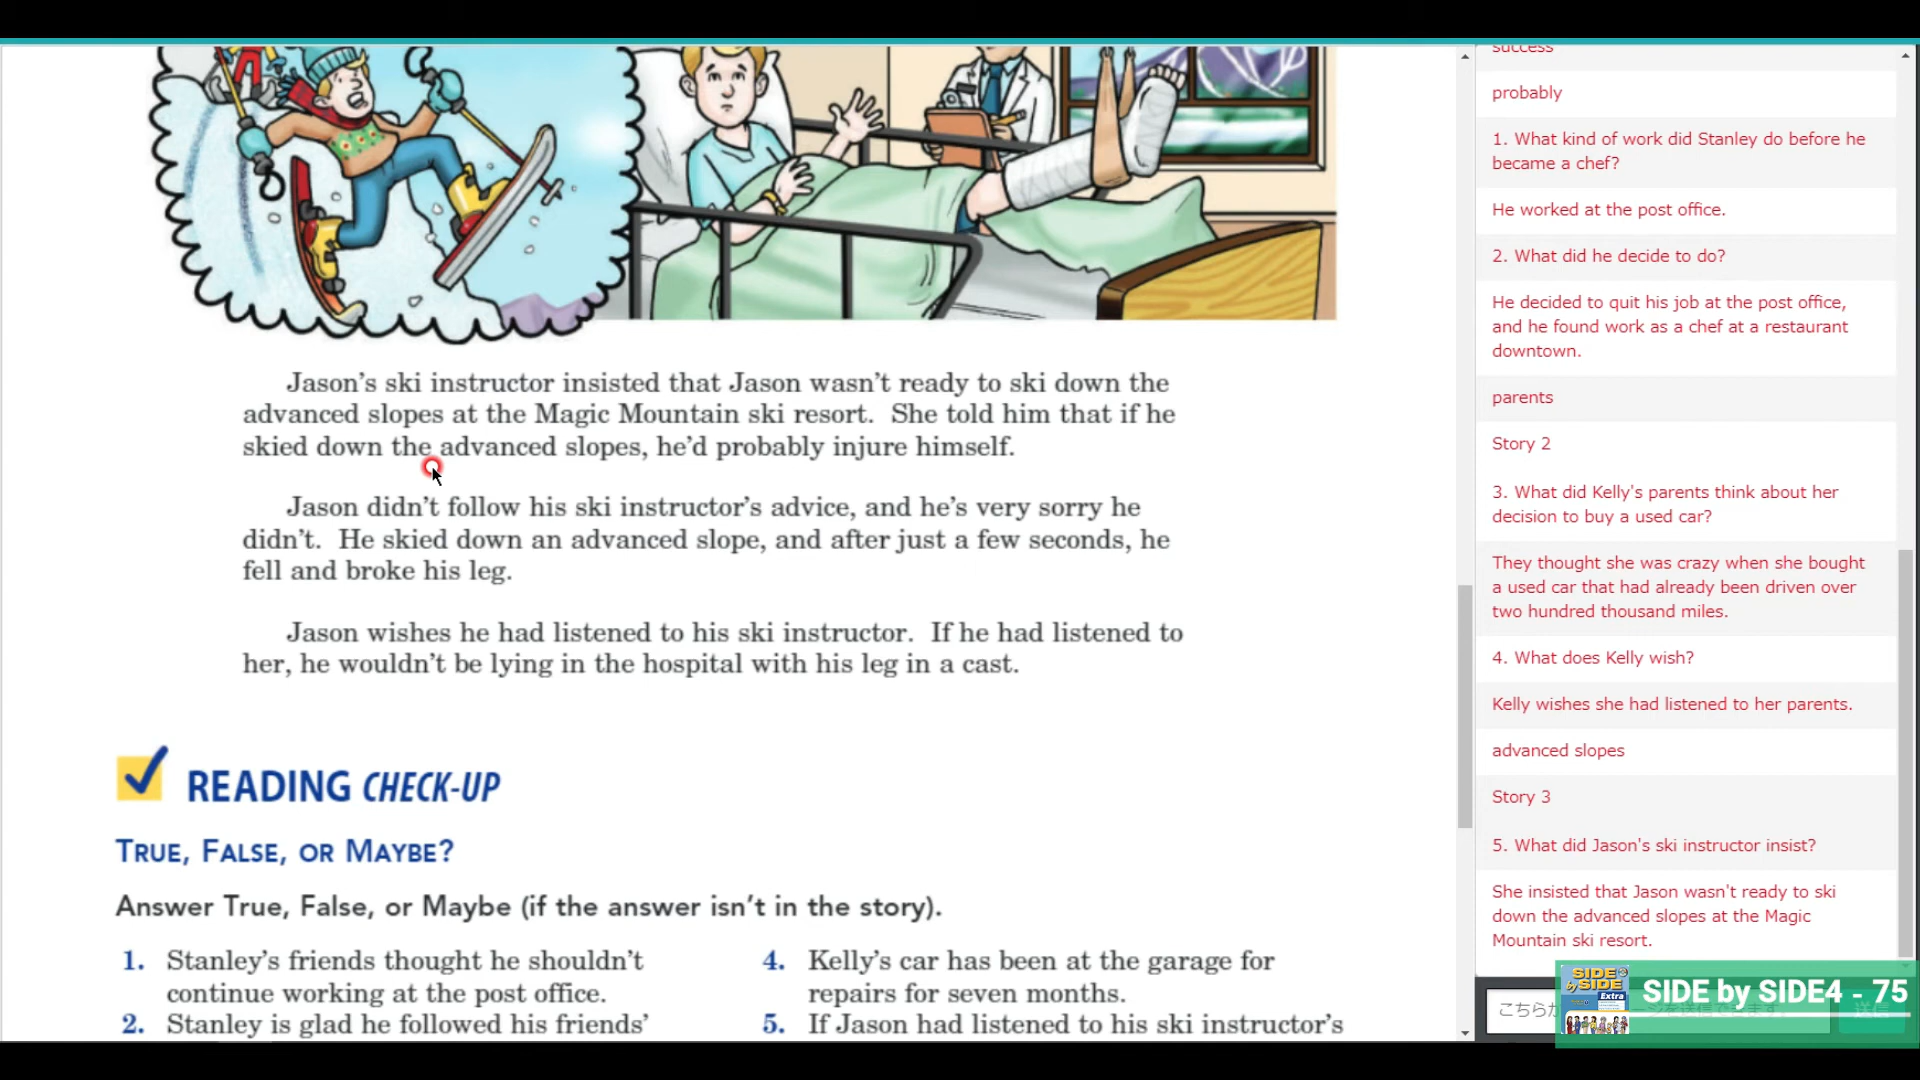 Jason's ski instructor insisted that Jason wasn't ready to ski down the
advanced slopes at the Magic Mountain ski resort. She told him that if he
skied down the advanced slopes, he'd probably injure himself.
Jason didn't follow his ski instructor's advice, and he's very sorry he
didn't. He skied down an advanced slope, and after just a few seconds, he
fell and broke his leg.
Jason wishes he had listened to his ski instructor. If he had listened to
her, he wouldn't be lying in the hospital with his leg in a cast.
READING CHECK-UP
TRUE, FALSE, OR MAYBE?
Answer True, False, or Maybe (if the answer isn't in the story).
1. Stanley's friends thought he shouldn't
continue working at the post office.
2. Stanley is glad he followed his friends'
4. Kelly's car has been at the garage for
repairs for seven months.
5. If Jason had listened to his ski instructor's
success
probably
1. What kind of work did Stanley do before he
became a chef?
He worked at the post office.
2. What did he decide to do?
He decided to quit his job at the post office,
and he found work as a chef at a restaurant
downtown.
parents
Story 2
3. What did Kelly's parents think about her
decision to buy a used car?
They thought she was crazy when she bought
a used car that had already been driven over
two hundred thousand miles.
4. What does Kelly wish?
Kelly wishes she had listened to her parents.
advanced slopes
Story 3
5. What did Jason's ski instructor insist?
She insisted that Jason wasn't ready to ski
down the advanced slopes at the Magic
Mountain ski resort.
こちらか
SIDE by SIDE Extra
SIDE by SIDE4 - 75